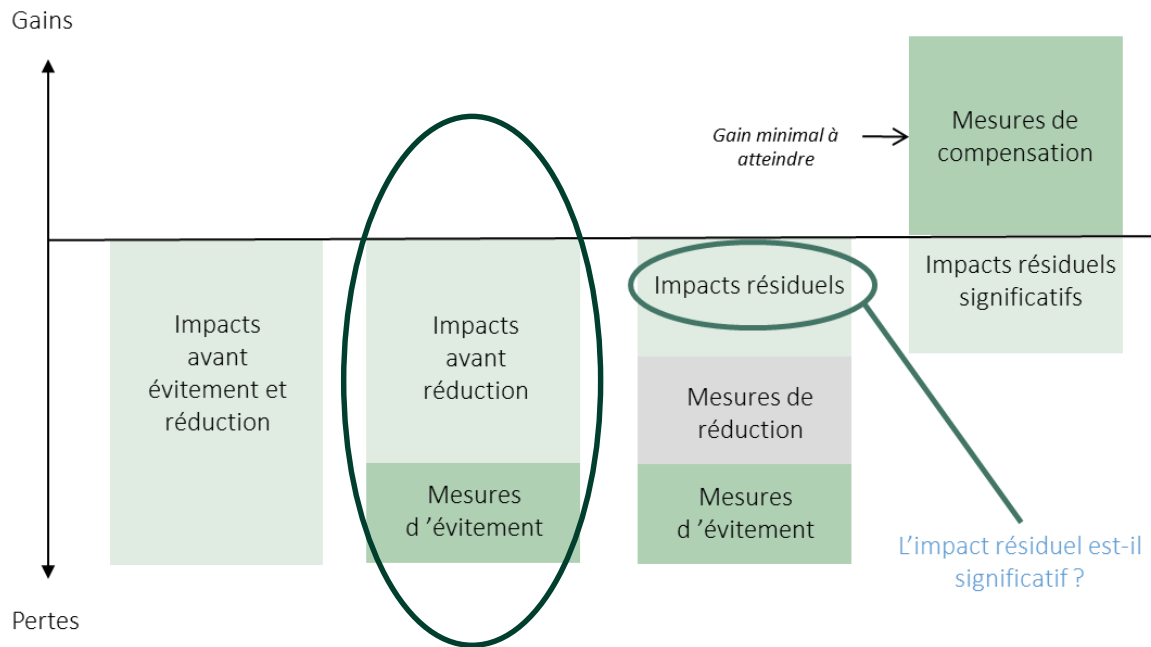 Gains
Mesures de
compensation
Gain minimal à
atteindre
Impacts
avant
évitement et
réduction
Impacts
avant
réduction
Mesures
d ’évitement
Impacts résiduels
Mesures de
réduction
Mesures
d ’évitement
Impacts résiduels
significatifs
L’impact résiduel est-il
significatif ?
Pertes